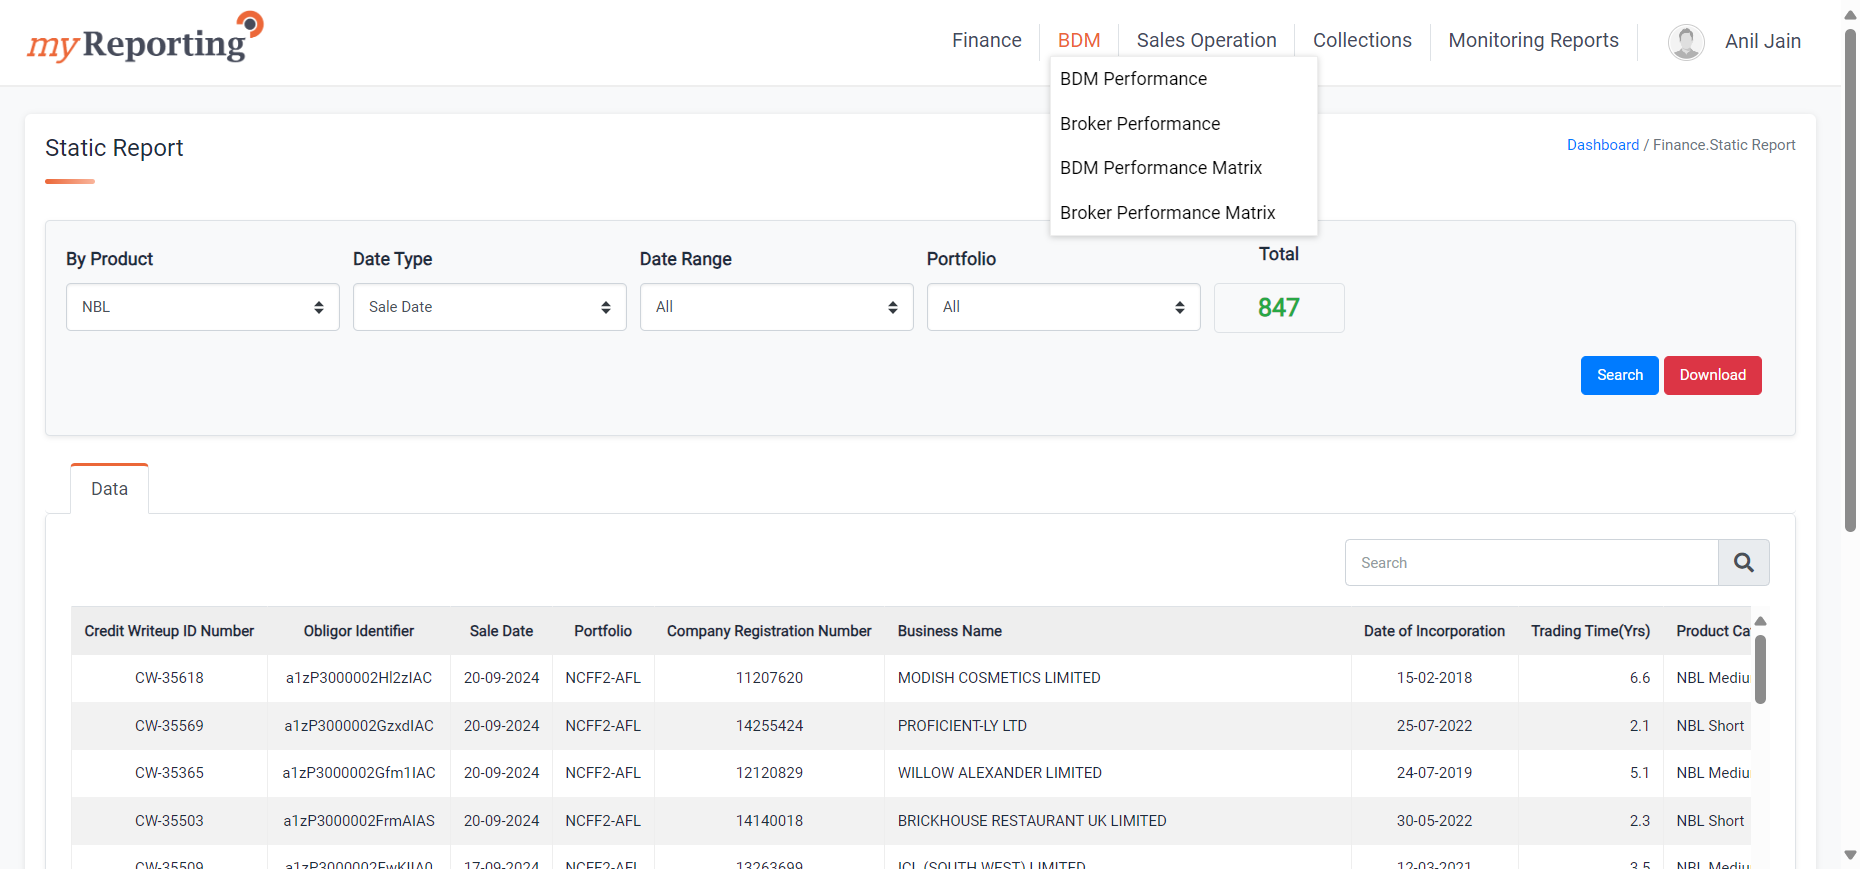 myReporting
Finance
BDM
Sales Operation
Collections
Monitoring Reports
Anil Jain
BDM Performance
Broker Performance
BDM Performance Matrix
Broker Performance Matrix
Static Report
Dashboard / Finance.Static Report
By Product
Date Type
Date Range
Portfolio
Total
NBL
Sale Date
All
All
847
Search
Download
Data
Search
Credit Writeup ID Number Obligor Identifier Sale Date Portfolio Company Registration Number Business Name Date of Incorporation Trading Time(Yrs) Product Ca
CW-35618 a1zP3000002Hl2zIAC 20-09-2024 NCFF2-AFL 11207620 MODISH COSMETICS LIMITED 15-02-2018 6.6 NBL Mediu
CW-35569 a1zP3000002GzxdIAC 20-09-2024 NCFF2-AFL 14255424 PROFICIENT-LY LTD 25-07-2022 2.1 NBL Short
CW-35365 a1zP3000002Gfm1IAC 20-09-2024 NCFF2-AFL 12120829 WILLOW ALEXANDER LIMITED 24-07-2019 5.1 NBL Mediu
CW-35503 a1zP3000002FrmAIAS 20-09-2024 NCFF2-AFL 14140018 BRICKHOUSE RESTAURANT UK LIMITED 30-05-2022 2.3 NBL Short
CW-35509 17-09-2024 NCFF2-AFL 13263699 ICL (SOUTH WEST) LIMITED 12-03-2021 3.5 NBL Mediu